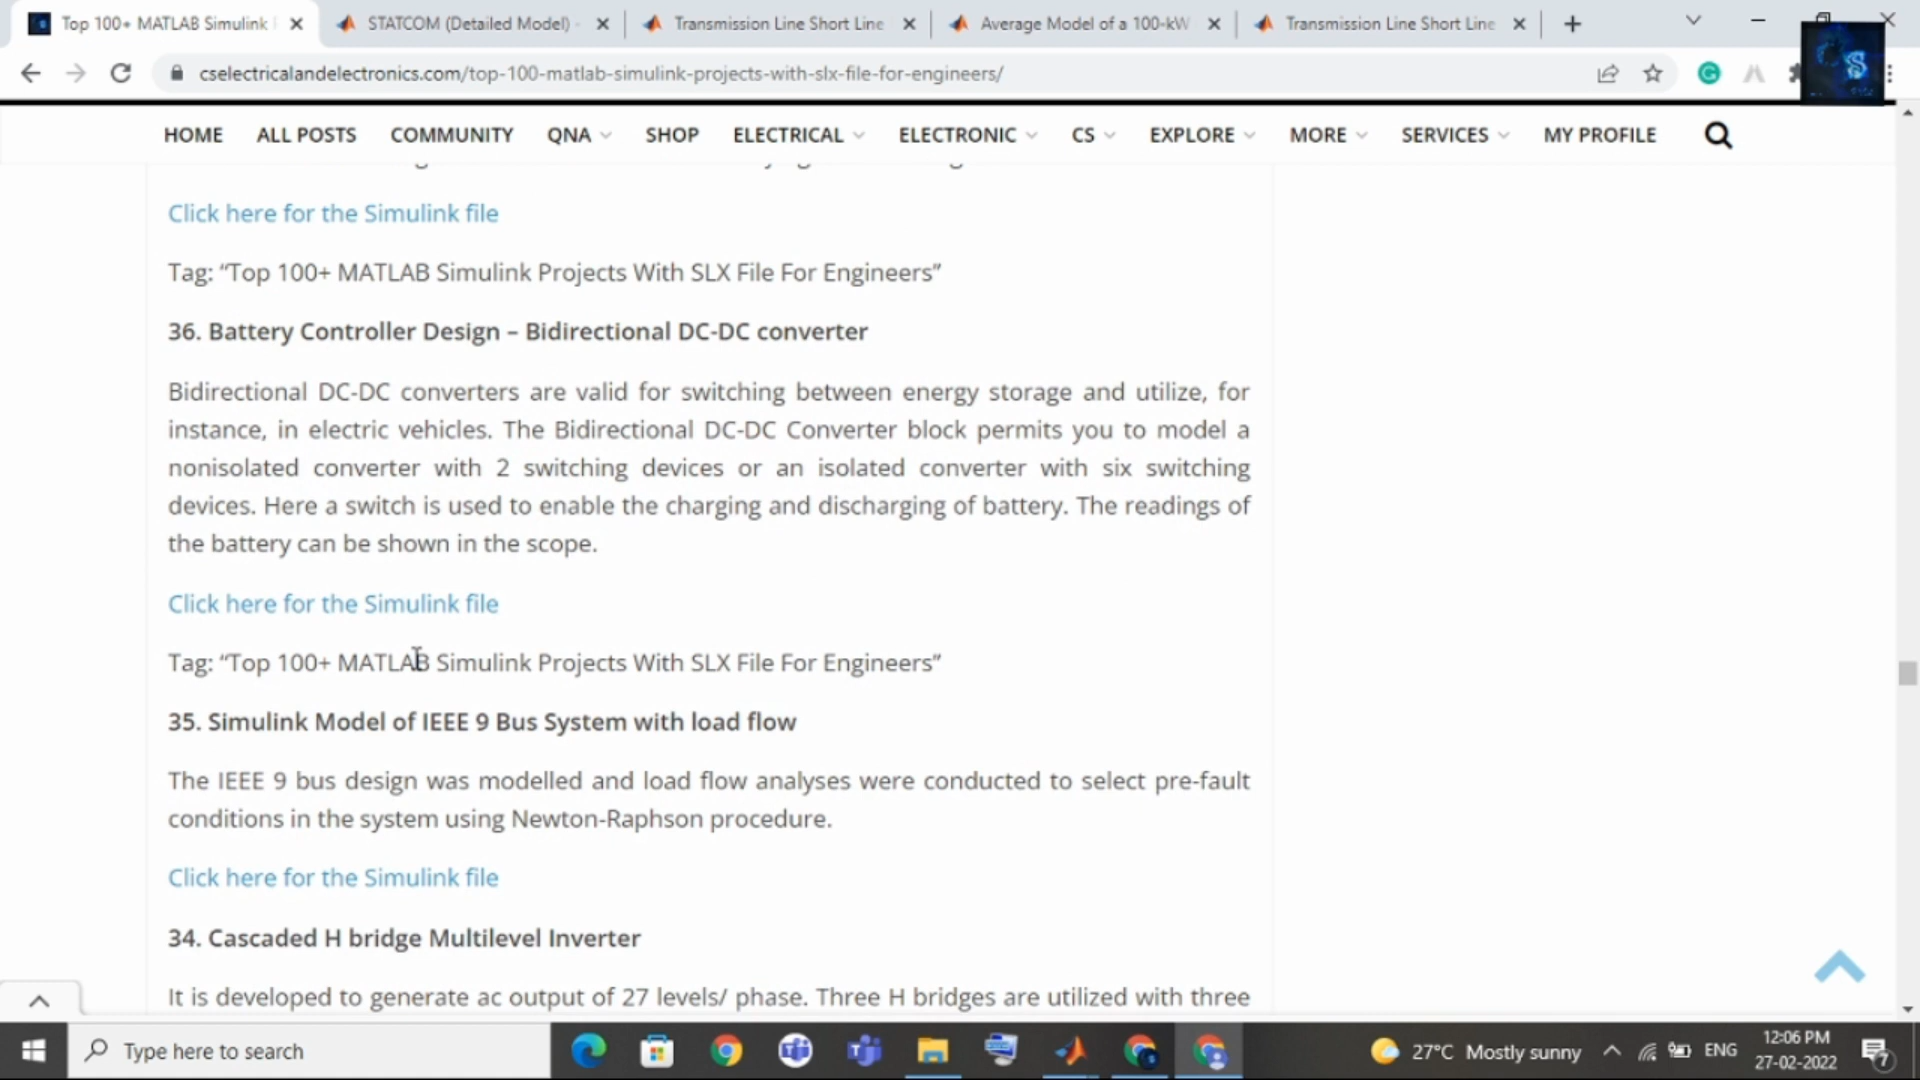 Top 100+ MATLAB Simulink
STATCOM (Detailed Model) -
Transmission Line Short Line
Average Model of a 100-kW
Transmission Line Short Line
cselectricalandelectronics.com/top-100-matlab-simulink-projects-with-slx-file-for-engineers/
HOME ALL POSTS COMMUNITY QNA SHOP ELECTRICAL ELECTRONIC CS EXPLORE MORE SERVICES MY PROFILE
Click here for the Simulink file
Tag: “Top 100+ MATLAB Simulink Projects With SLX File For Engineers”
36. Battery Controller Design – Bidirectional DC-DC converter
Bidirectional DC-DC converters are valid for switching between energy storage and utilize, for
instance, in electric vehicles. The Bidirectional DC-DC Converter block permits you to model a
nonisolated converter with 2 switching devices or an isolated converter with six switching
devices. Here a switch is used to enable the charging and discharging of battery. The readings of
the battery can be shown in the scope.
Click here for the Simulink file
Tag: “Top 100+ MATLAB Simulink Projects With SLX File For Engineers”
35. Simulink Model of IEEE 9 Bus System with load flow
The IEEE 9 bus design was modelled and load flow analyses were conducted to select pre-fault
conditions in the system using Newton-Raphson procedure.
Click here for the Simulink file
34. Cascaded H bridge Multilevel Inverter
It is developed to generate ac output of 27 levels/ phase. Three H bridges are utilized with three
Type here to search
27°C Mostly sunny
ENG
12:06 PM
27-02-2022
7